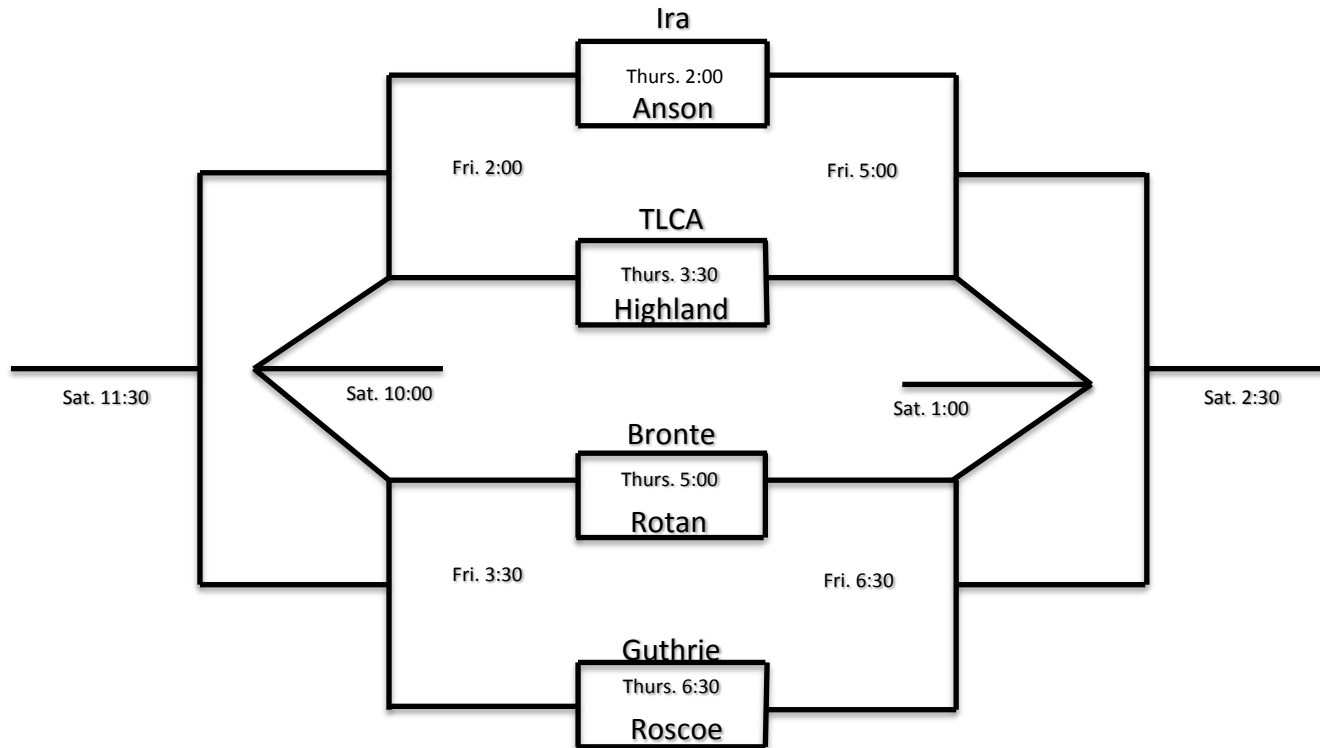 Ira
Thurs. 2:00
Anson
Fri. 2:00
Fri. 5:00
TLCA
Thurs. 3:30
Highland
Sat. 11:30
Sat. 10:00
Sat. 1:00
Sat. 2:30
Bronte
Thurs. 5:00
Rotan
Fri. 3:30
Fri. 6:30
Guthrie
Thurs. 6:30
Roscoe